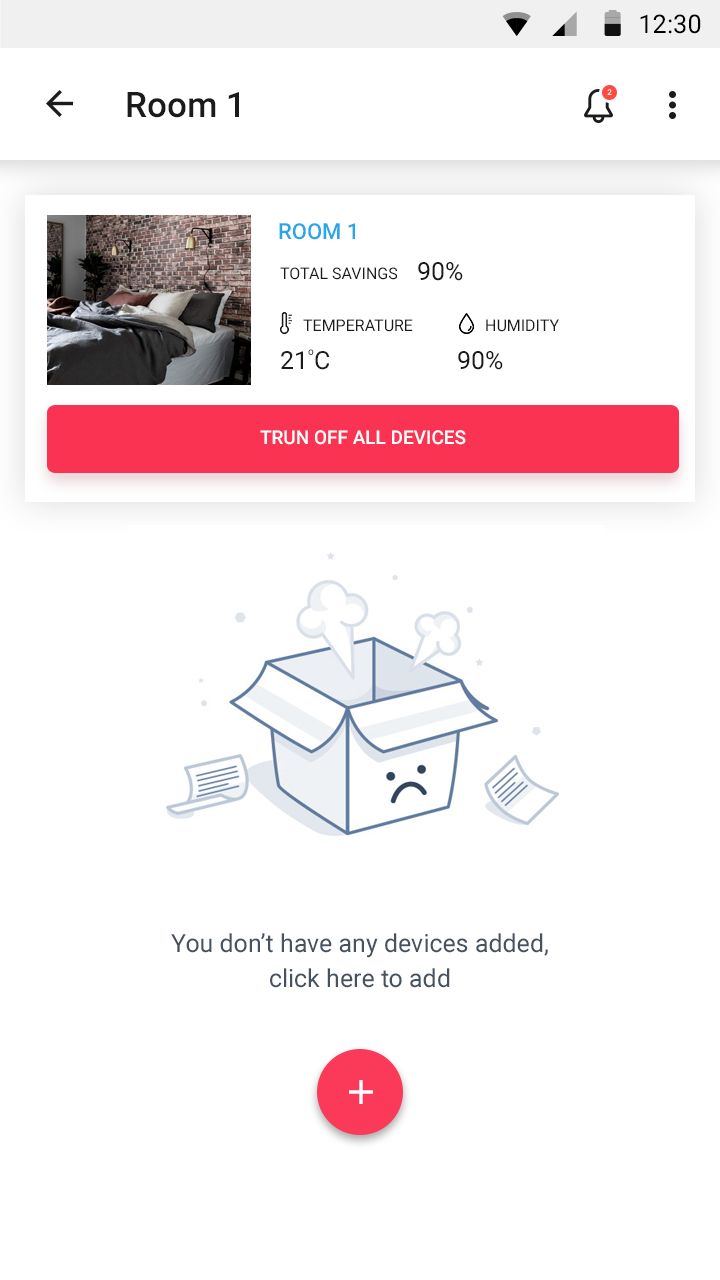 12:30
Room 1
2
ROOM 1
TOTAL SAVINGS 90%
TEMPERATURE HUMIDITY
21°C 90%
TRUN OFF ALL DEVICES
You don’t have any devices added,
click here to add
+